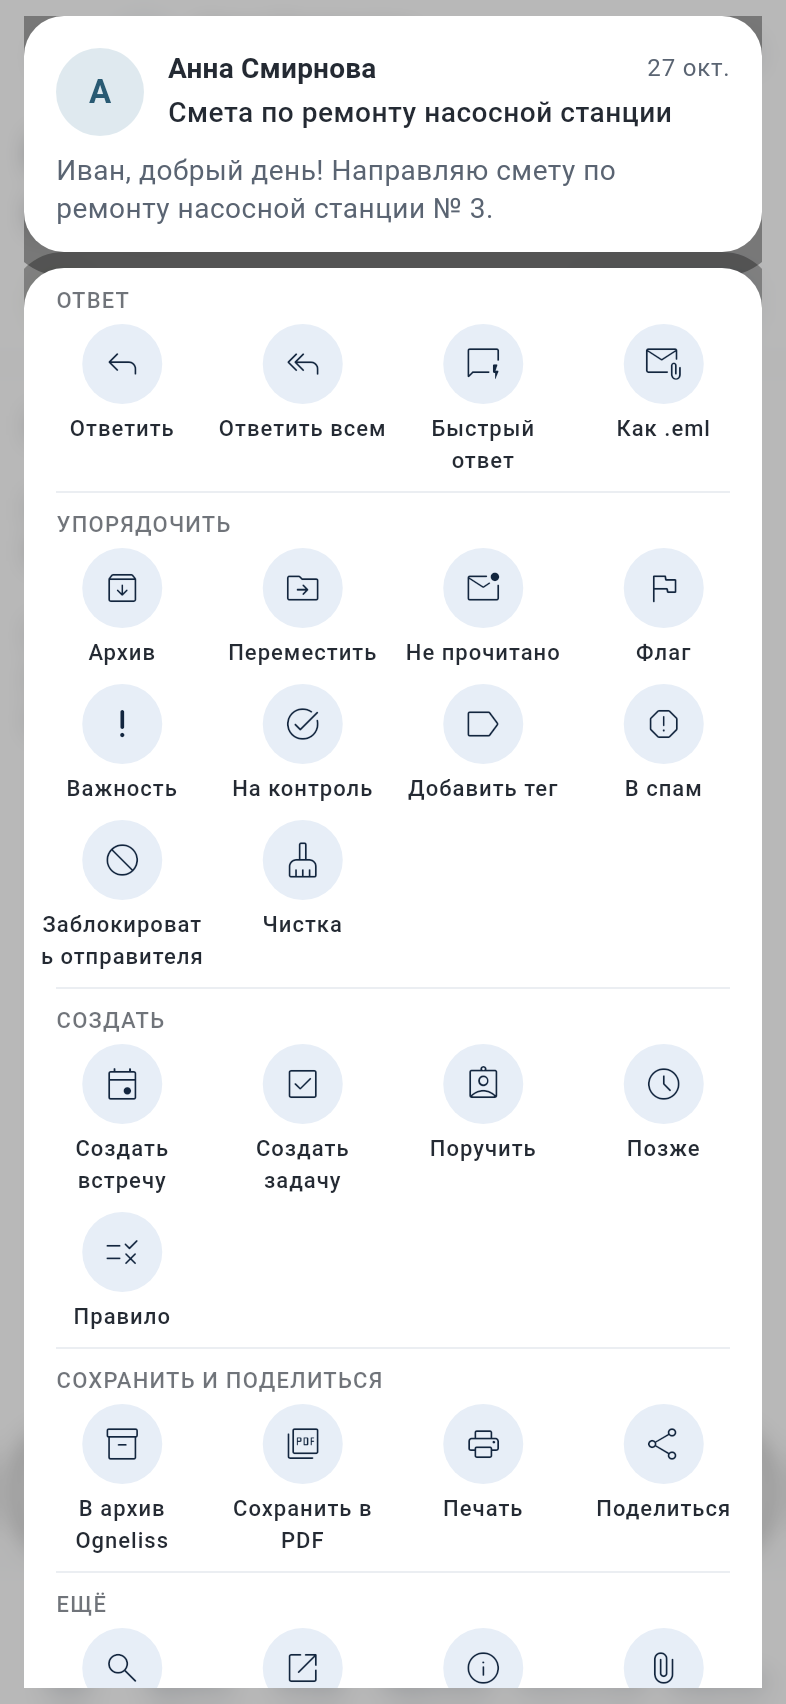 А
Анна Смирнова
27 окт.
Смета по ремонту насосной станции
Иван, добрый день! Направляю смету по
ремонту насосной станции № 3.
ОТВЕТ
Ответить
Ответить всем
Быстрый
ответ
Как .eml
УПОРЯДОЧИТЬ
Архив
Переместить
Не прочитано
Флаг
Важность
На контроль
Добавить тег
В спам
Заблокироват
ь отправителя
Чистка
СОЗДАТЬ
Создать
встречу
Создать
задачу
Поручить
Позже
Правило
СОХРАНИТЬ И ПОДЕЛИТЬСЯ
В архив
Ogneliss
PDF
Сохранить в
PDF
Печать
Поделиться
ЕЩЁ